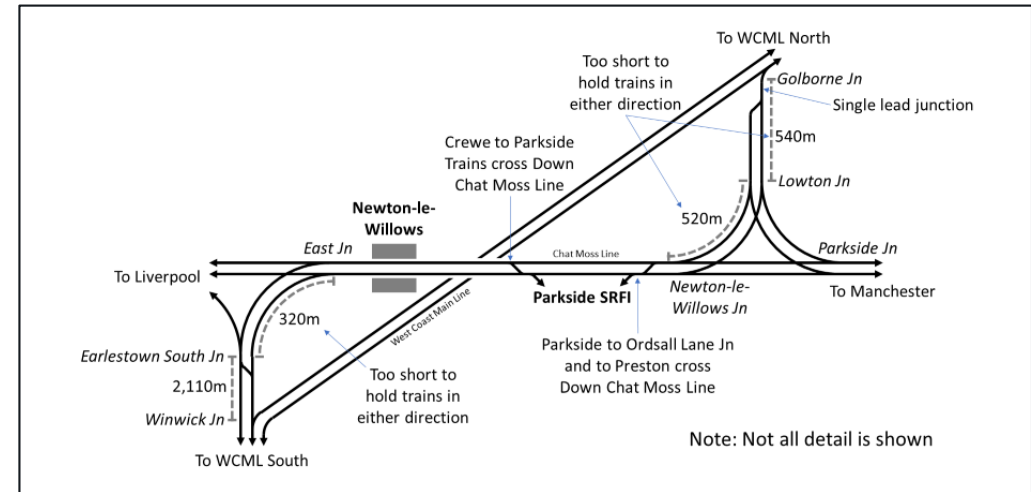 To WCML North
Too short to
hold trains in
either direction
Golborne Jn
Single lead junction
540m
Crewe to Parkside
Trains cross Down
Chat Moss Line
Lowton Jn
520m
Newton-le-
Willows
East Jn
Chat Moss Line
Parkside Jn
To Liverpool
Parkside SRFI
Newton-le-
Willows Jn
To Manchester
320m
West Coast Main Line
Earlestown South Jn
2,110m
Winwick Jn
Too short to
hold trains in
either direction
Parkside to Ordsall Lane Jn
and to Preston cross
Down Chat Moss Line
To WCML South
Note: Not all detail is shown